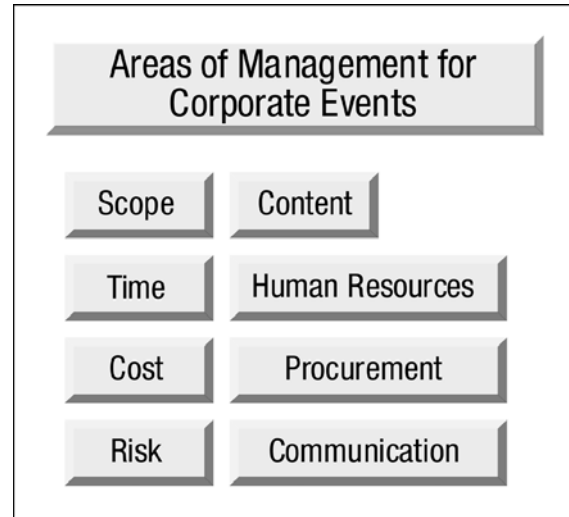 Areas of Management for
Corporate Events
Scope
Content
Time
Human Resources
Cost
Procurement
Risk
Communication